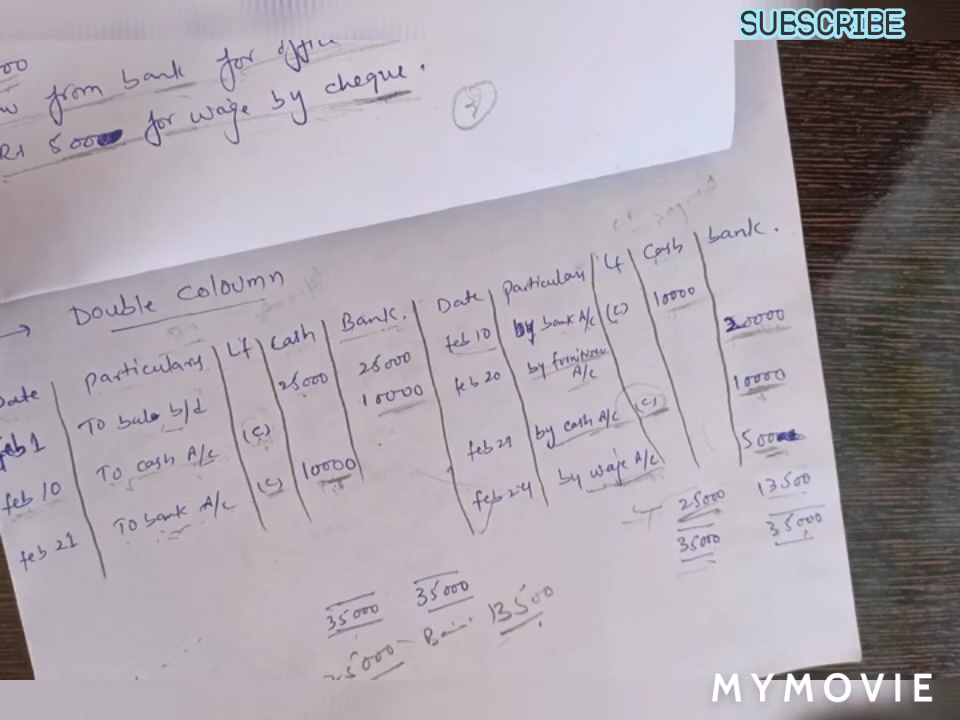 SUBSCRIBE
from bank for office
5000 for wage by cheque.
→ Double Coloumn
Date Particulars Lf Cash Bank. Date Particulars Lf Cash bank.
feb 1 To bal b/d 25000 25000 feb 10 by bank A/c (C) 10000
feb 10 To cash A/c (C) 10000 feb 20 by furniture A/c
feb 21 To bank A/c (C) 10000 feb 21 by cash A/c (C) 10000
feb 24 by wage A/c
25000 13500
35000 35000
35000 35000
13500
MYMOVIE